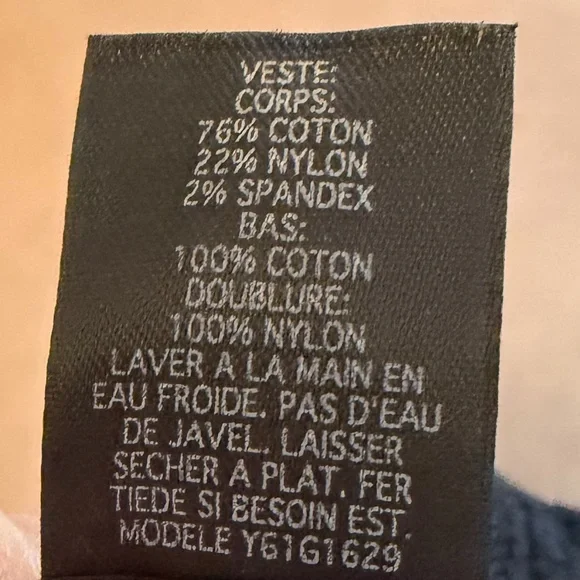 VESTE:
CORPS:
76% COTON
22% NYLON
2% SPANDEX
BAS:
100% COTON
DOUBLURE:
100% NYLON
LAVER A LA MAIN EN
EAU FROIDE. PAS D'EAU
DE JAVEL. LAISSER
SECHER A PLAT. FER
TIEDE SI BESOIN EST.
MODELE Y61G1629